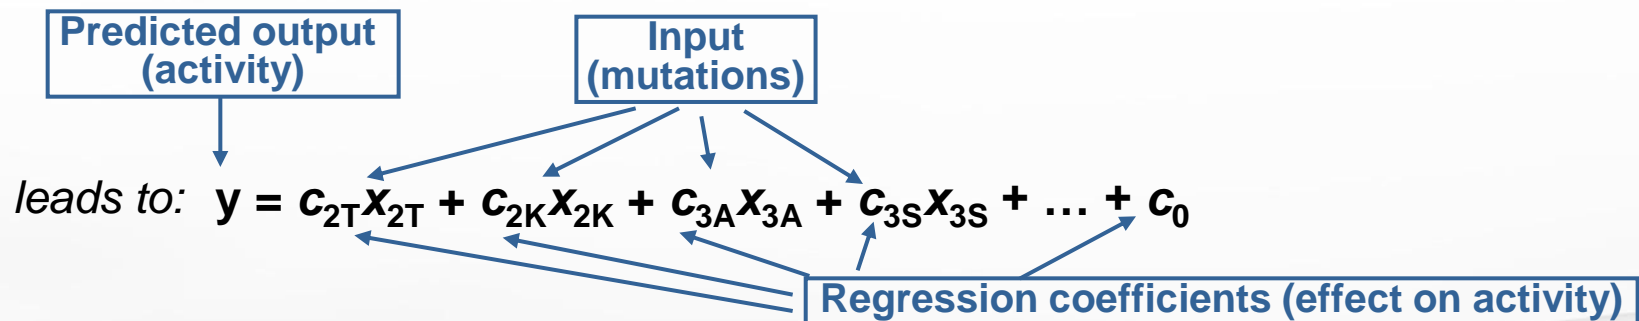 Predicted output
(activity)
Input
(mutations)
leads to: y = c2Tx2T + c2Kx2K + c3Ax3A + c3Sx3S + … + c0
Regression coefficients (effect on activity)